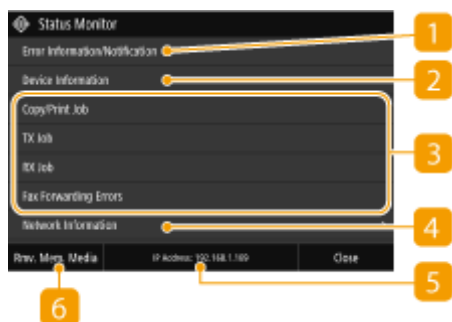 Status Monitor
Error Information/Notification
1
Device Information
2
Copy/Print Job
TX Job
RX Job
3
Fax Forwarding Errors
Network Information
4
Rmv. Mem. Media
IP Address: 192.168.1.169
Close
5
6